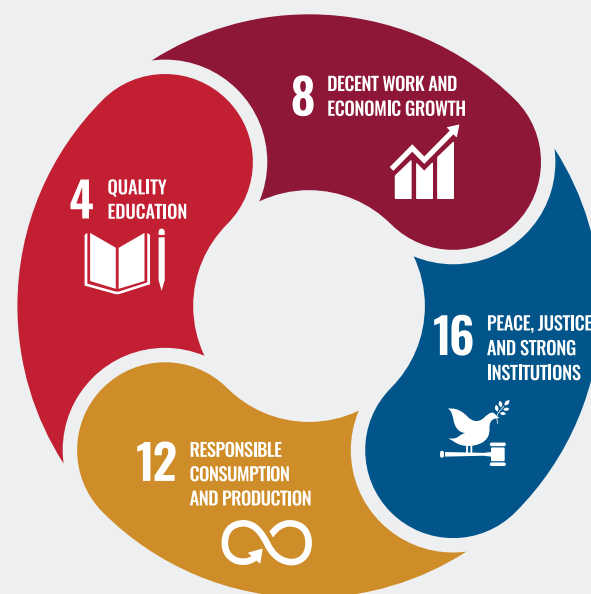 8 DECENT WORK AND
ECONOMIC GROWTH
4 QUALITY
EDUCATION
16 PEACE, JUSTICE
AND STRONG
INSTITUTIONS
12 RESPONSIBLE
CONSUMPTION
AND PRODUCTION